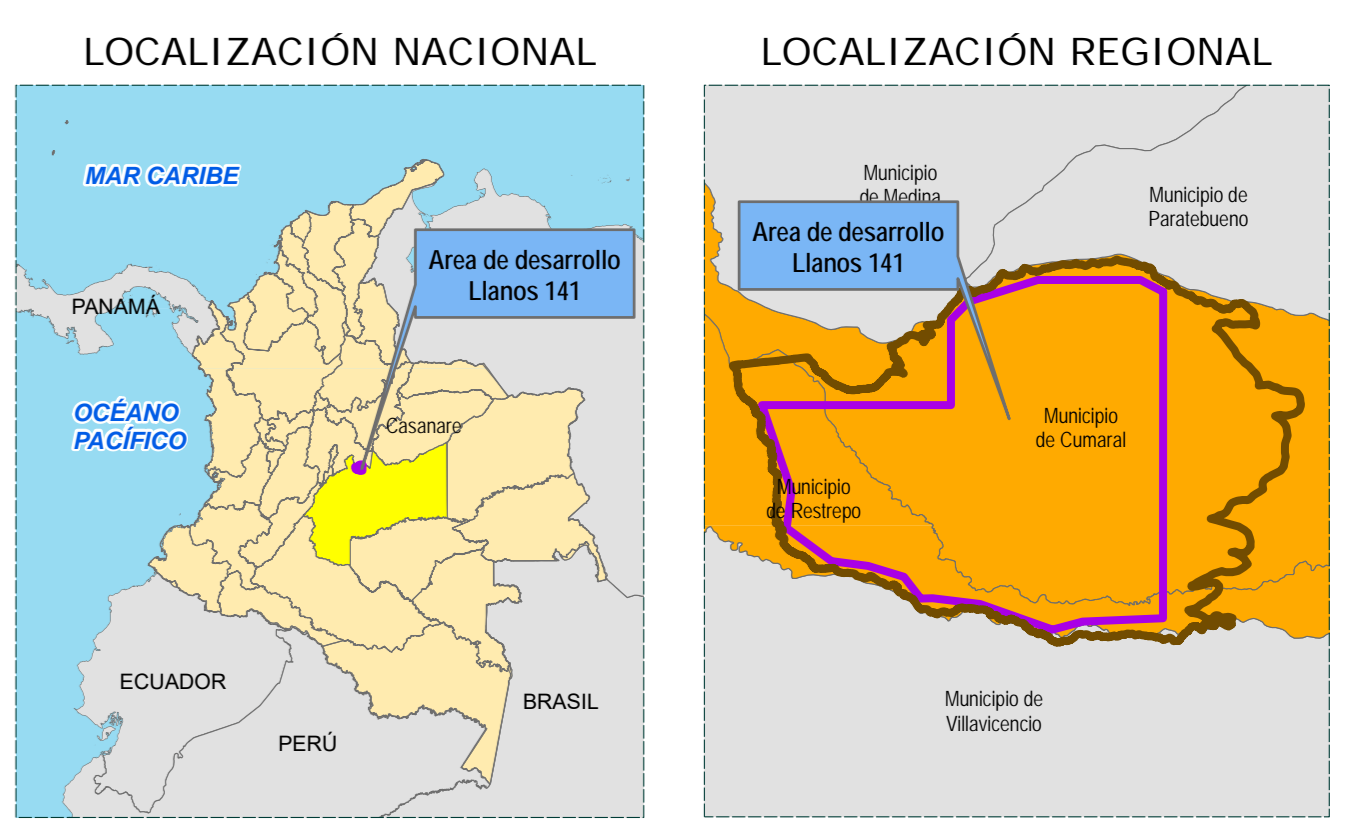 LOCALIZACIÓN NACIONAL
MAR CARIBE
Area de desarrollo
Llanos 141
PANAMÁ
OCÉANO
PACÍFICO
Casanare
ECUADOR
BRASIL
PERÚ
LOCALIZACIÓN REGIONAL
Municipio
de Medina
Municipio de
Paratebueno
Area de desarrollo
Llanos 141
Municipio
de Cumaral
Municipio
de Restrepo
Municipio de
Villavicencio